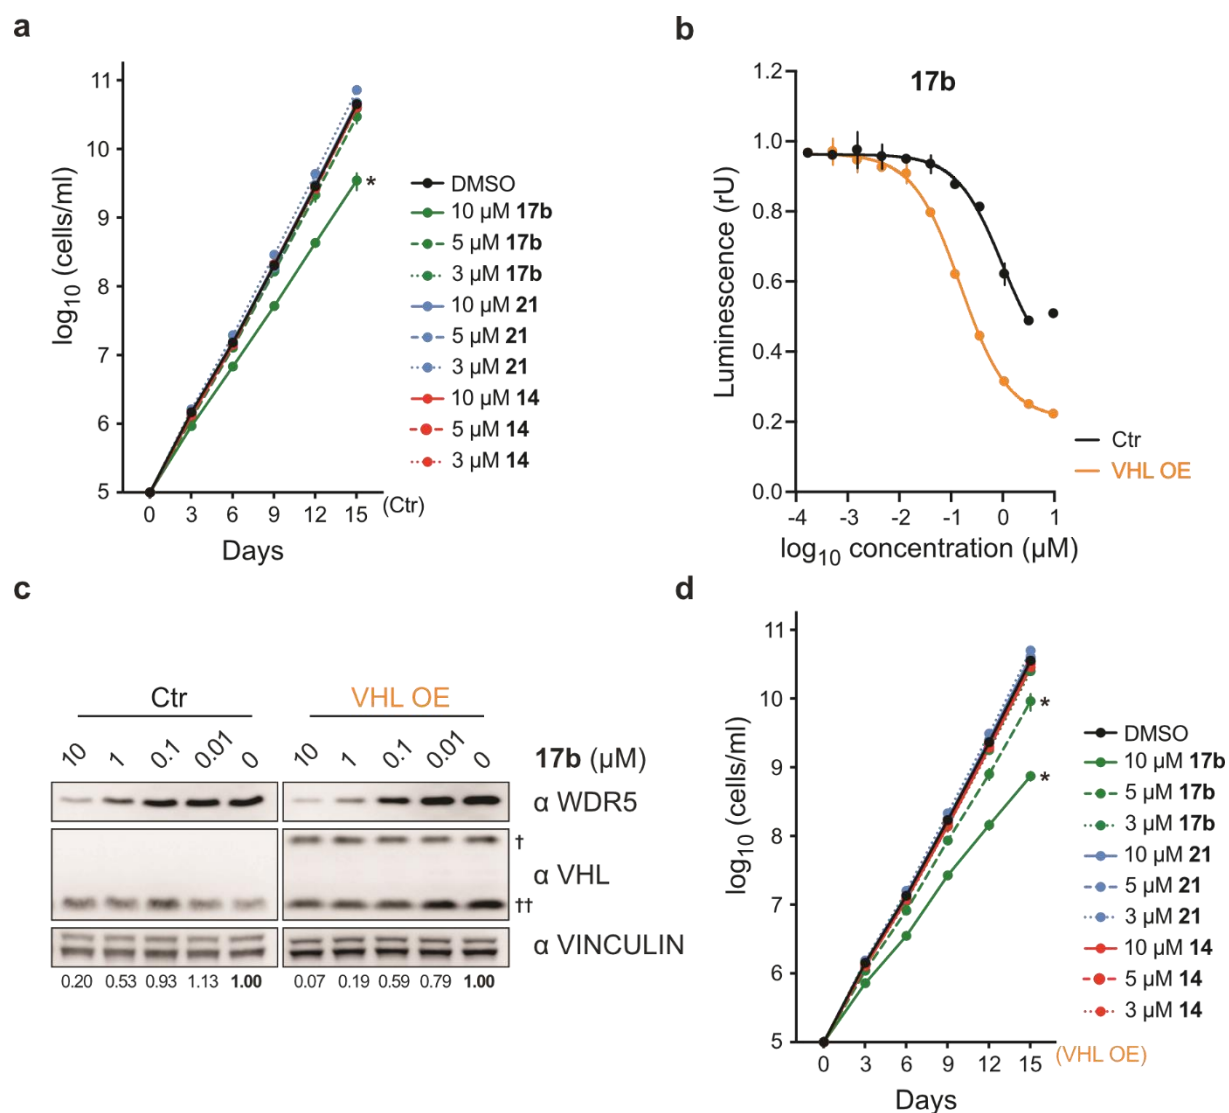 a
11
10
9
8
7
6
5
log10 (cells/ml)
0 3 6 9 12 15 (Ctr)
Days
*
DMSO
10 µM 17b
5 µM 17b
3 µM 17b
10 µM 21
5 µM 21
3 µM 21
10 µM 14
5 µM 14
3 µM 14
b
17b
1.2
1.0
0.8
0.6
0.4
0.2
0.0
Luminescence (rU)
-4 -3 -2 -1 0 1
log10 concentration (µM)
Ctr
VHL OE
c
Ctr VHL OE
10 1 0.1 0.01 0 10 1 0.1 0.01 0 17b (µM)
α WDR5
†
α VHL
††
α VINCULIN
0.20 0.53 0.93 1.13 1.00 0.07 0.19 0.59 0.79 1.00
d
11
10
9
8
7
6
5
log10 (cells/ml)
0 3 6 9 12 15 (VHL OE)
Days
*
*
DMSO
10 µM 17b
5 µM 17b
3 µM 17b
10 µM 21
5 µM 21
3 µM 21
10 µM 14
5 µM 14
3 µM 14